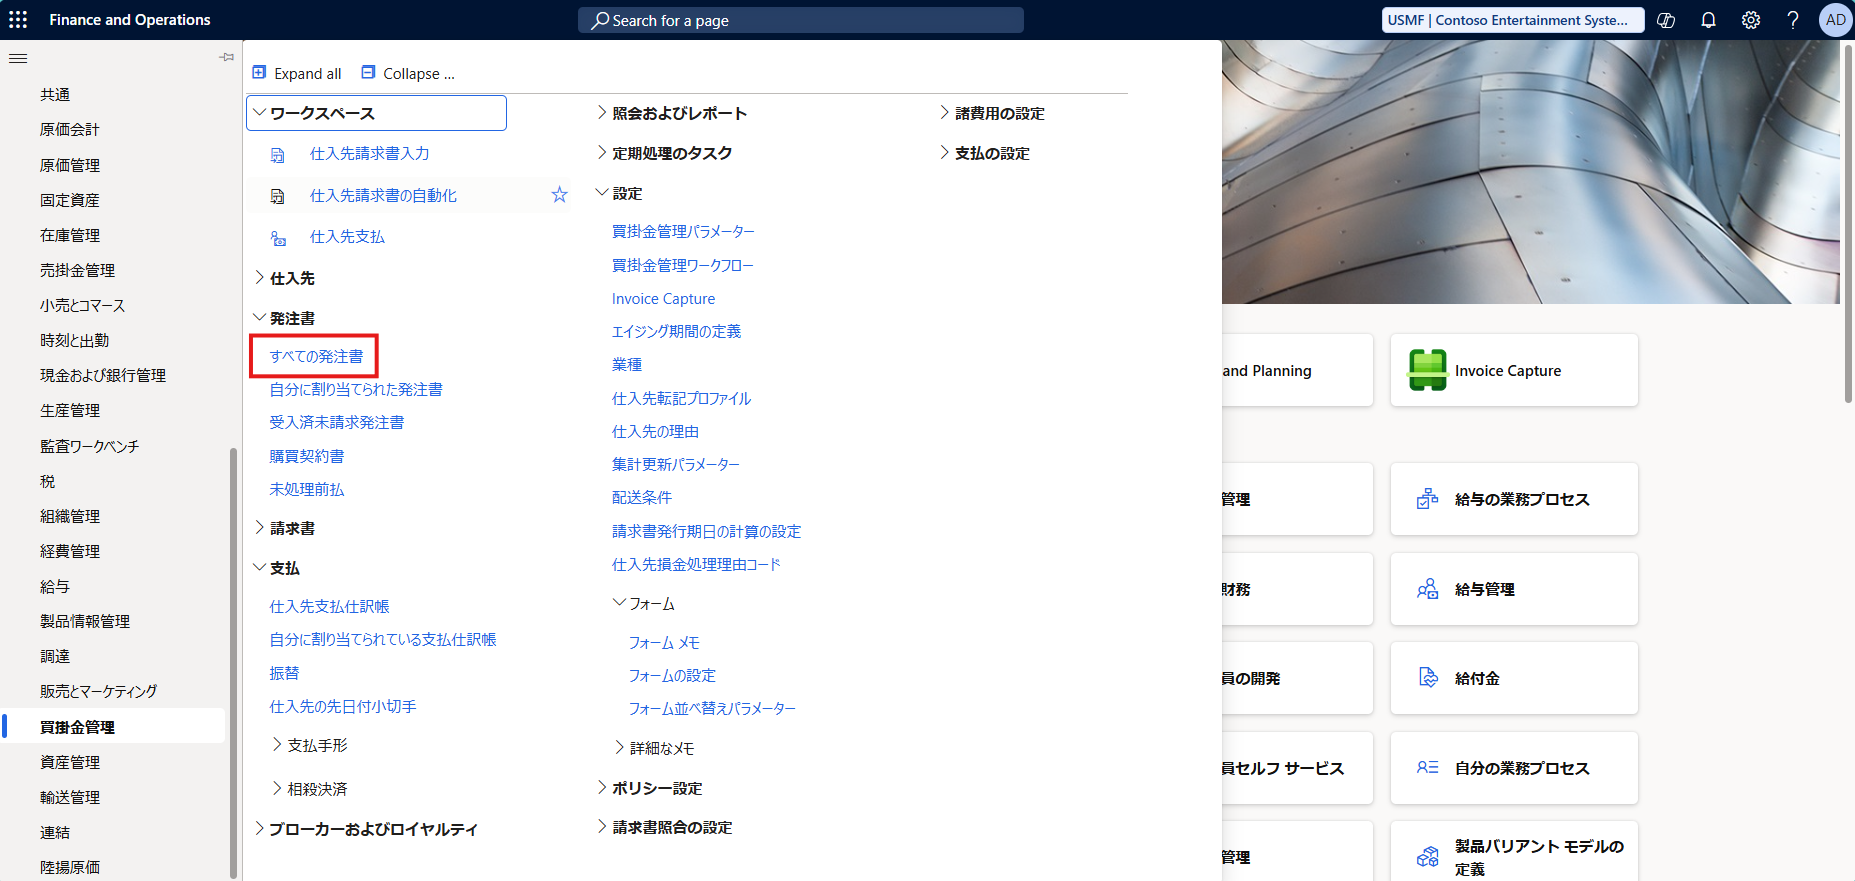 Finance and Operations
Search for a page
USMF | Contoso Entertainment Syste...
AD
共通
原価会計
原価管理
固定資産
在庫管理
売掛金管理
小売とコマース
時刻と出勤
現金および銀行管理
生産管理
監査ワークベンチ
税
組織管理
経費管理
給与
製品情報管理
調達
販売とマーケティング
買掛金管理
資産管理
輸送管理
連結
陸揚原価
Expand all
Collapse ...
ワークスペース
仕入先請求書入力
仕入先請求書の自動化
仕入先支払
仕入先
発注書
すべての発注書
自分に割り当てられた発注書
受入済未請求発注書
購買契約書
未処理前払
請求書
支払
仕入先支払仕訳帳
自分に割り当てられている支払仕訳帳
振替
仕入先の先日付小切手
支払手形
相殺決済
ブローカーおよびロイヤルティ
照会およびレポート
定期処理のタスク
設定
買掛金管理パラメーター
買掛金管理ワークフロー
Invoice Capture
エイジング期間の定義
業種
仕入先転記プロファイル
仕入先の理由
集計更新パラメーター
配送条件
請求書発行期日の計算の設定
仕入先損金処理理由コード
フォーム
フォーム メモ
フォームの設定
フォーム並べ替えパラメーター
詳細なメモ
ポリシー設定
請求書照合の設定
諸費用の設定
支払の設定
and Planning
Invoice Capture
管理
給与の業務プロセス
財務
給与管理
員の開発
給付金
員セルフ サービス
自分の業務プロセス
管理
製品バリアント モデルの
定義